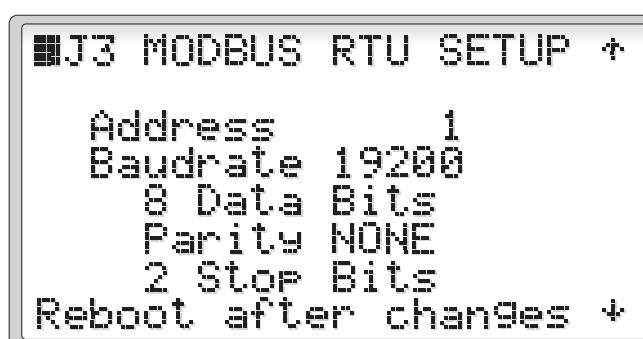 J3 MODBUS RTU SETUP ↑
Address 1
Baudrate 19200
8 Data Bits
Parity NONE
2 Stop Bits
Reboot after changes ↓